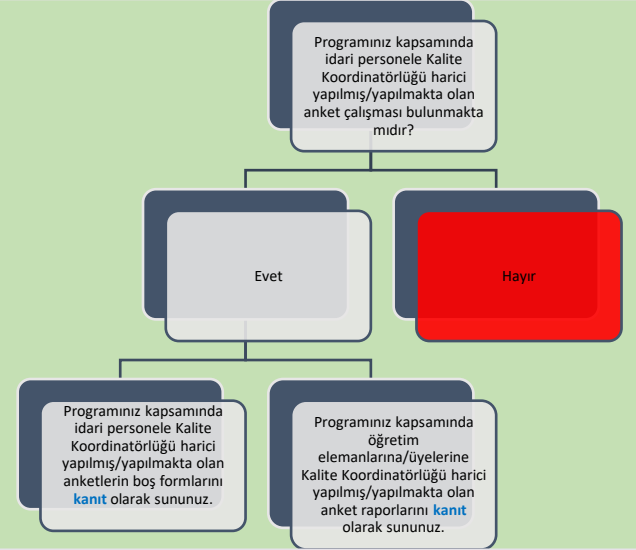 Programınız kapsamında
idari personele Kalite
Koordinatörlüğü harici
yapılmış/yapılmakta olan
anket çalışması bulunmakta
mıdır?
Evet
Hayır
Programınız kapsamında
idari personele Kalite
Koordinatörlüğü harici
yapılmış/yapılmakta olan
anketlerin boş formlarını
kanıt olarak sununuz.
Programınız kapsamında
öğretim
elemanlarına/üyelerine
Kalite Koordinatörlüğü harici
yapılmış/yapılmakta olan
anket raporlarını kanıt
olarak sununuz.